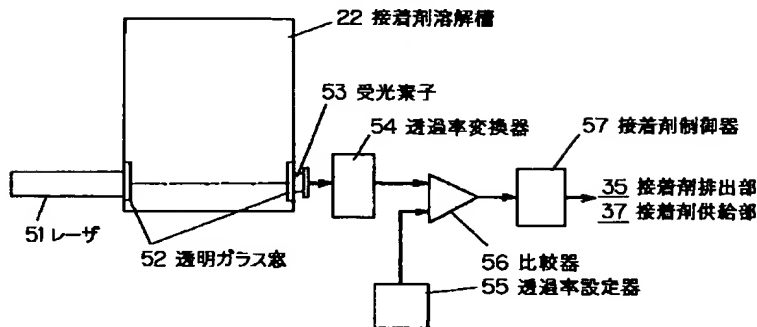 22 接着剤溶解槽
53 受光素子
54 透過率変換器
57 接着剤制御器
35 接着剤排出部
37 接着剤供給部
51 レーザ
52 透明ガラス窓
56 比較器
55 透過率設定器